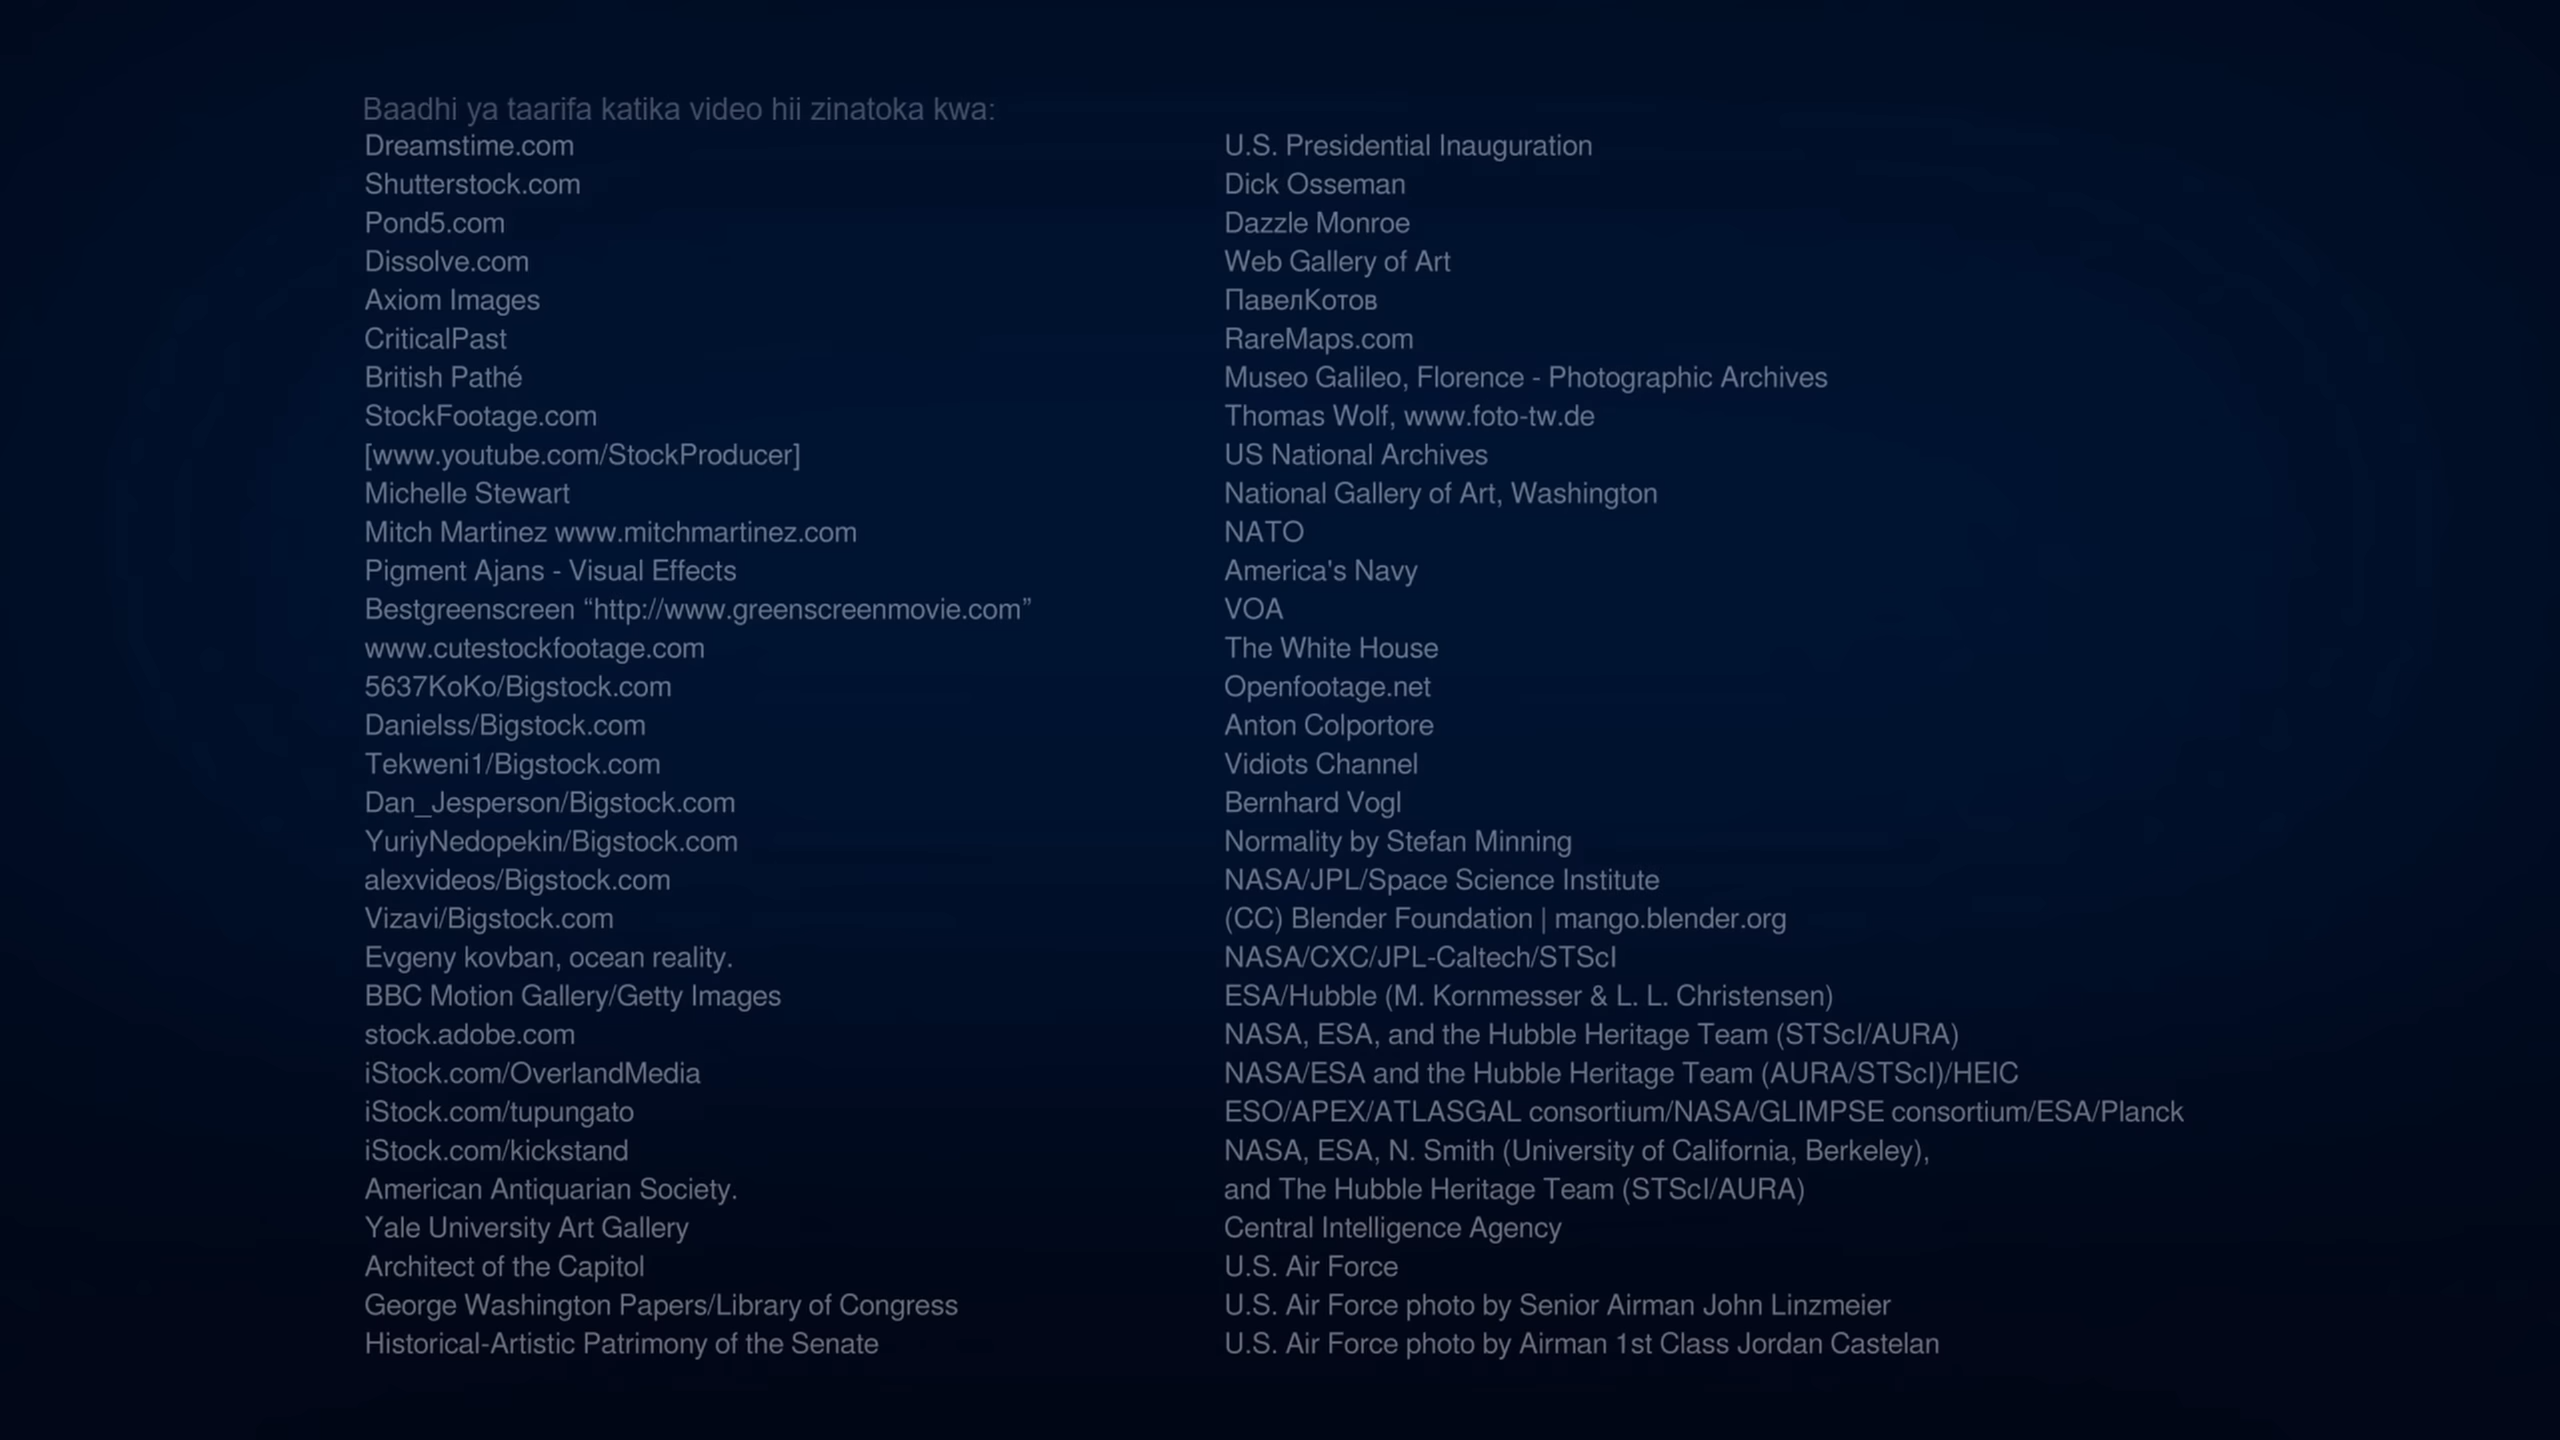 Baadhi ya taarifa katika video hii zinatoka kwa:
Dreamstime.com
Shutterstock.com
Pond5.com
Dissolve.com
Axiom Images
CriticalPast
British Pathé
StockFootage.com
[www.youtube.com/StockProducer]
Michelle Stewart
Mitch Martinez www.mitchmartinez.com
Pigment Ajans - Visual Effects
Bestgreenscreen “http://www.greenscreenmovie.com”
www.cutestockfootage.com
5637KoKo/Bigstock.com
Danielss/Bigstock.com
Tekweni1/Bigstock.com
Dan_Jesperson/Bigstock.com
YuriyNedopekin/Bigstock.com
alexvideos/Bigstock.com
Vizavi/Bigstock.com
Evgeny kovban, ocean reality.
BBC Motion Gallery/Getty Images
stock.adobe.com
iStock.com/OverlandMedia
iStock.com/tupungato
iStock.com/kickstand
American Antiquarian Society.
Yale University Art Gallery
Architect of the Capitol
George Washington Papers/Library of Congress
Historical-Artistic Patrimony of the Senate
U.S. Presidential Inauguration
Dick Osseman
Dazzle Monroe
Web Gallery of Art
ПавелКотов
RareMaps.com
Museo Galileo, Florence - Photographic Archives
Thomas Wolf, www.foto-tw.de
US National Archives
National Gallery of Art, Washington
NATO
America's Navy
VOA
The White House
Openfootage.net
Anton Colportore
Vidiots Channel
Bernhard Vogl
Normality by Stefan Minning
NASA/JPL/Space Science Institute
(CC) Blender Foundation | mango.blender.org
NASA/CXC/JPL-Caltech/STScI
ESA/Hubble (M. Kornmesser & L. L. Christensen)
NASA, ESA, and the Hubble Heritage Team (STScI/AURA)
NASA/ESA and the Hubble Heritage Team (AURA/STScI)/HEIC
ESO/APEX/ATLASGAL consortium/NASA/GLIMPSE consortium/ESA/Planck
NASA, ESA, N. Smith (University of California, Berkeley),
and The Hubble Heritage Team (STScI/AURA)
Central Intelligence Agency
U.S. Air Force
U.S. Air Force photo by Senior Airman John Linzmeier
U.S. Air Force photo by Airman 1st Class Jordan Castelan